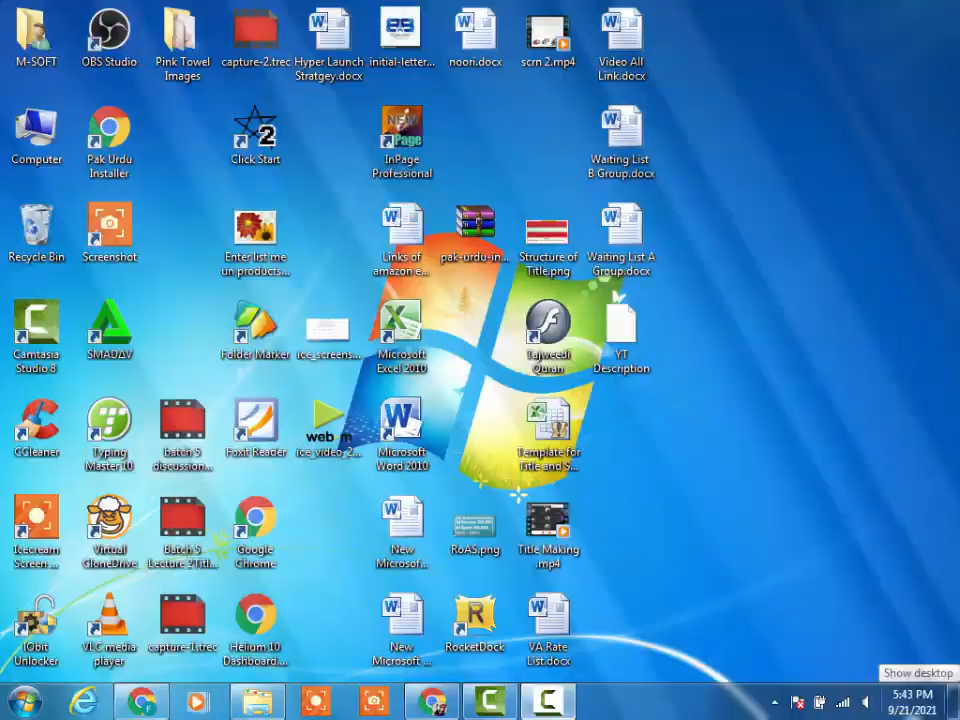 M-SOFT
OBS Studio
Pink Towel
Images
capture-2.trec
Hyper Launch
Stratgey.docx
initial-letter...
noori.docx
scrn 2.mp4
Video All
Link.docx
Computer
Pak Urdu
Installer
2
Click Start
NEW
InPage
InPage
Professional
Waiting List
B Group.docx
Recycle Bin
Screenshot
Enter list me
un products...
Links of
amazon e...
pak-urdu-in...
Structure of
Title.png
Waiting List A
Group.docx
Camtasia
Studio 8
SMADΔV
Folder Marker
ice_screens...
Microsoft
Excel 2010
Tajweedi
Quran
YT
Description
CCleaner
Typing
Master10
batch 5
discussion...
Foxit Reader
web m
ice_video_2...
Microsoft
Word 2010
Template for
Title and S...
Icecream
Screen ...
Virtual
CloneDrive
Batch 5
Lecture 2Titl...
Google
Chrome
New
Microsof...
RoAS.png
Title Making
.mp4
IObit
Unlocker
VLC media
player
capture-1.trec
Helium 10
Dashboard....
New
Microsoft ...
RocketDock
VA Rate
List.docx
Show desktop
5:43 PM
9/21/2021